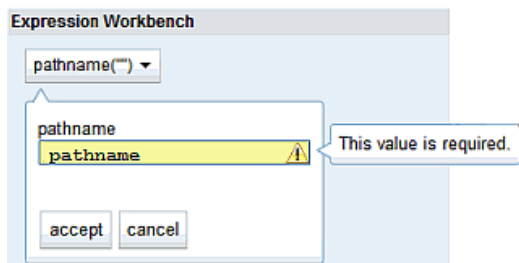 Expression Workbench
pathname("")
pathname
pathname
This value is required.
accept cancel